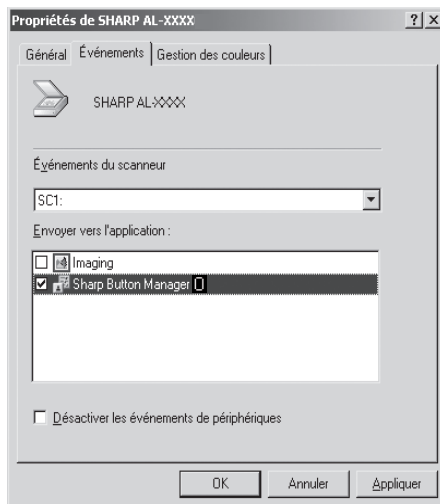 Propriétés de SHARP AL-XXXX
Général Événements Gestion des couleurs
SHARP AL-XXXX
Événements du scanneur
SC1:
Envoyer vers l'application :
Imaging
Sharp Button Manager
Désactiver les événements de périphériques
OK Annuler Appliquer